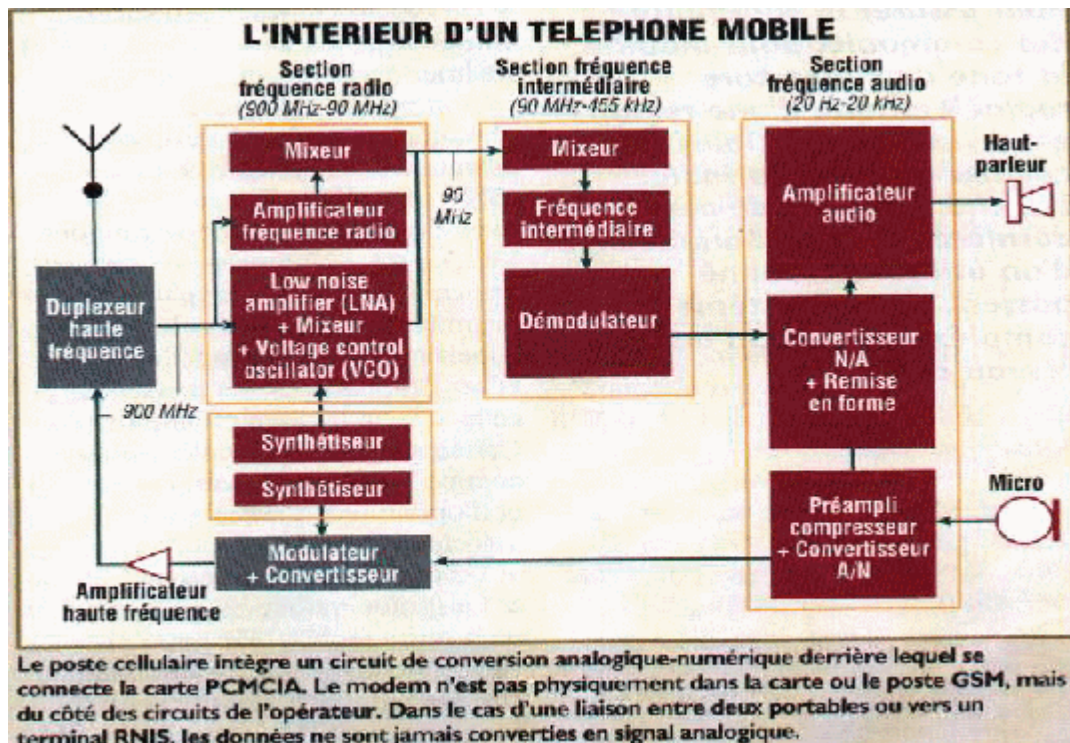 L'INTERIEUR D'UN TELEPHONE MOBILE
Section
fréquence radio
(900 MHz-90 MHz)
Section fréquence
intermédiaire
(90 MHz-455 kHz)
Section
fréquence audio
(20 Hz-20 kHz)
Mixeur
Amplificateur
fréquence radio
Low noise
amplifier (LNA)
+ Mixeur
+ Voltage control
oscillator (VCO)
90
MHz
Mixeur
Fréquence
intermédiaire
Démodulateur
Amplificateur
audio
Haut-
parleur
Duplexeur
haute
fréquence
900 MHz
Convertisseur
N/A
+ Remise
en forme
Synthétiseur
Synthétiseur
Modulateur
+ Convertisseur
Préampli
compresseur
+ Convertisseur
A/N
Micro
Amplificateur
haute fréquence
Le poste cellulaire intègre un circuit de conversion analogique-numérique derrière lequel se
connecte la carte PCMCIA. Le modem n'est pas physiquement dans la carte ou le poste GSM, mais
du côté des circuits de l'opérateur. Dans le cas d'une liaison entre deux portables ou vers un
terminal RNIS, les données ne sont jamais converties en signal analogique.